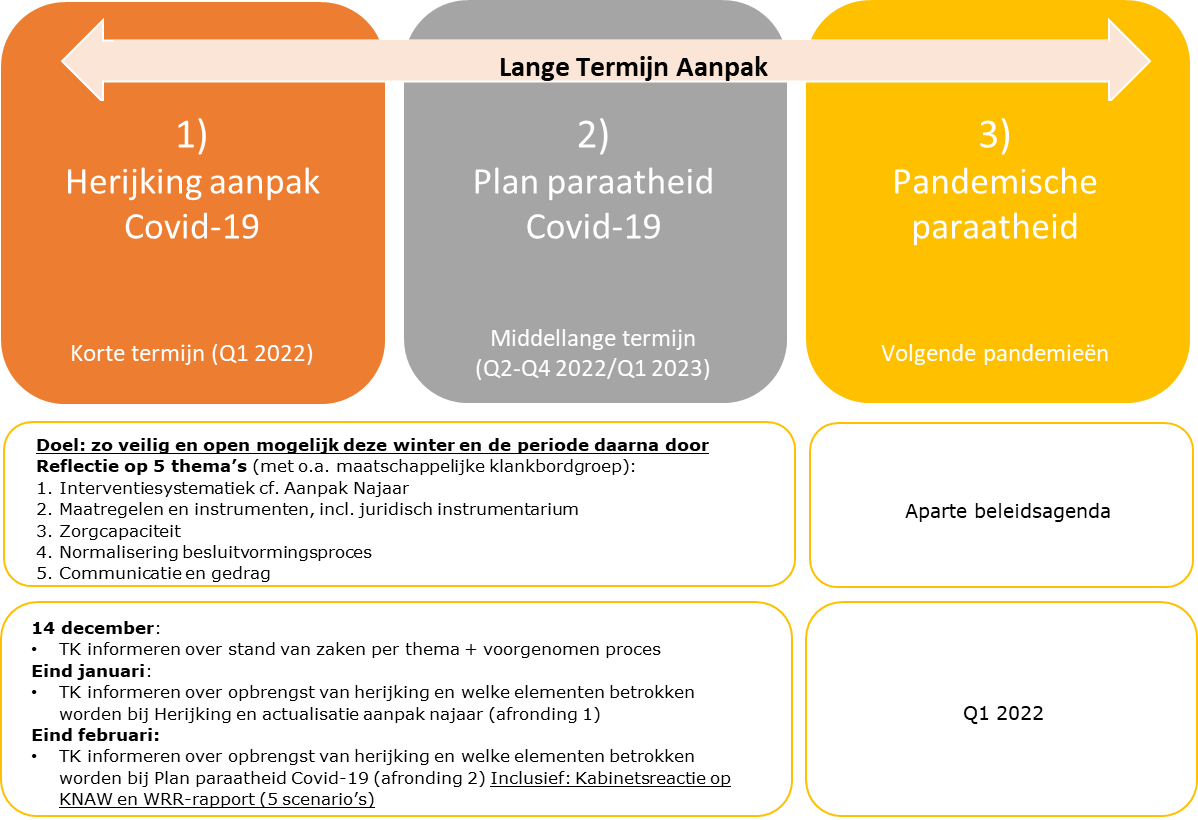 Lange Termijn Aanpak
1)
Herijking aanpak
Covid-19
Korte termijn (Q1 2022)
2)
Plan paraatheid
Covid-19
Middellange termijn
(Q2-Q4 2022/Q1 2023)
3)
Pandemische
paraatheid
Volgende pandemieën
Doel: zo veilig en open mogelijk deze winter en de periode daarna door
Reflectie op 5 thema’s (met o.a. maatschappelijke klankbordgroep):
1. Interventiesystematiek cf. Aanpak Najaar
2. Maatregelen en instrumenten, incl. juridisch instrumentarium
3. Zorgcapaciteit
4. Normalisering besluitvormingsproces
5. Communicatie en gedrag
Aparte beleidsagenda
14 december:
• TK informeren over stand van zaken per thema + voorgenomen proces
Eind januari:
• TK informeren over opbrengst van herijking en welke elementen betrokken
worden bij Herijking en actualisatie aanpak najaar (afronding 1)
Eind februari:
• TK informeren over opbrengst van herijking en welke elementen betrokken
worden bij Plan paraatheid Covid-19 (afronding 2) Inclusief: Kabinetsreactie op
KNAW en WRR-rapport (5 scenario’s)
Q1 2022